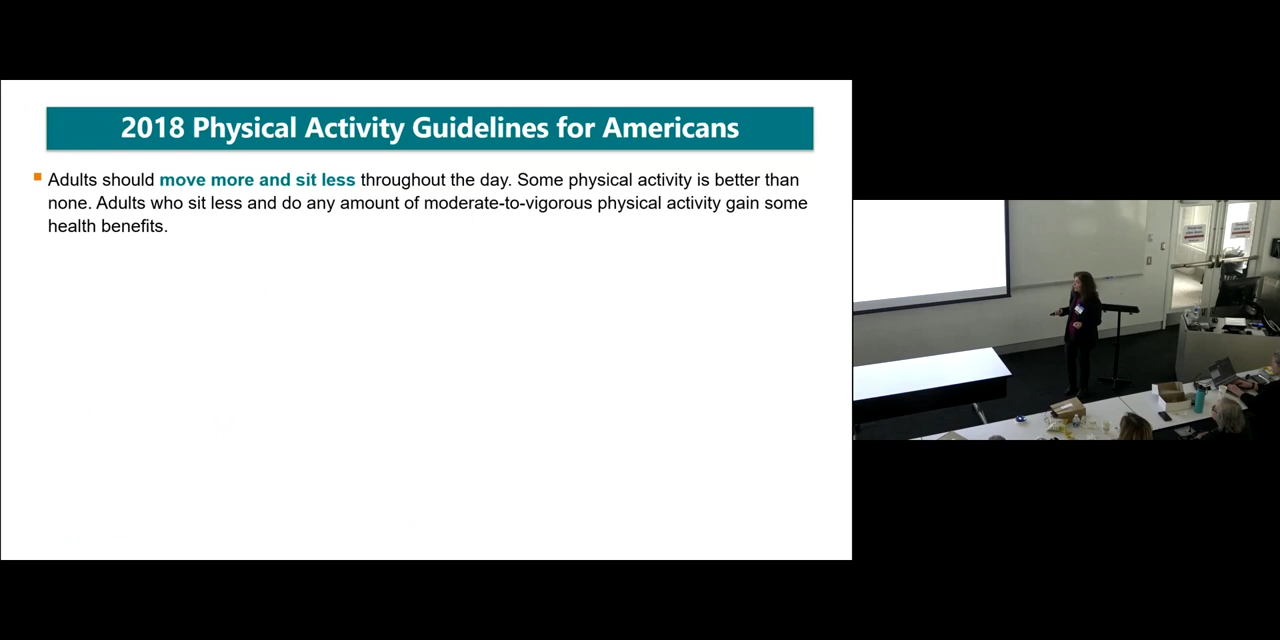 2018 Physical Activity Guidelines for Americans
Adults should move more and sit less throughout the day. Some physical activity is better than
none. Adults who sit less and do any amount of moderate-to-vigorous physical activity gain some
health benefits.